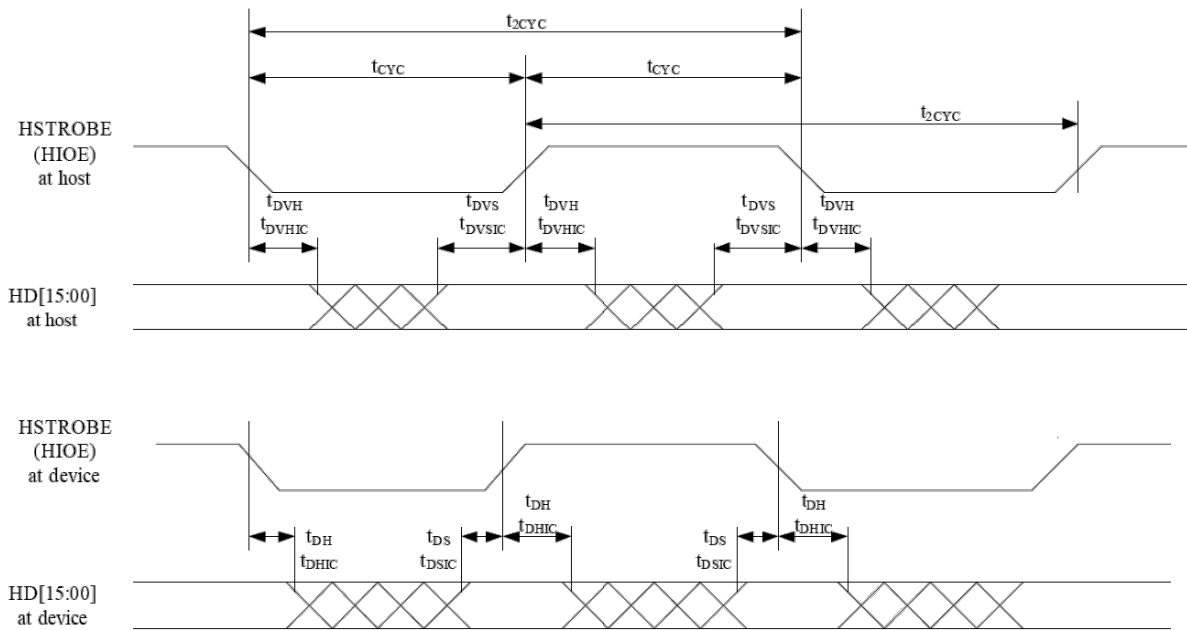 t2CYC
tCYC
tCYC
t2CYC
HSTROBE
(HIOE)
at host
tDVH
tDVHIC
tDVS
tDVSIC
tDVH
tDVHIC
tDVS
tDVSIC
tDVH
tDVHIC
HD[15:00]
at host
HSTROBE
(HIOE)
at device
tDH
tDHIC
tDS
tDSIC
tDH
tDHIC
tDS
tDSIC
tDH
tDHIC
HD[15:00]
at device